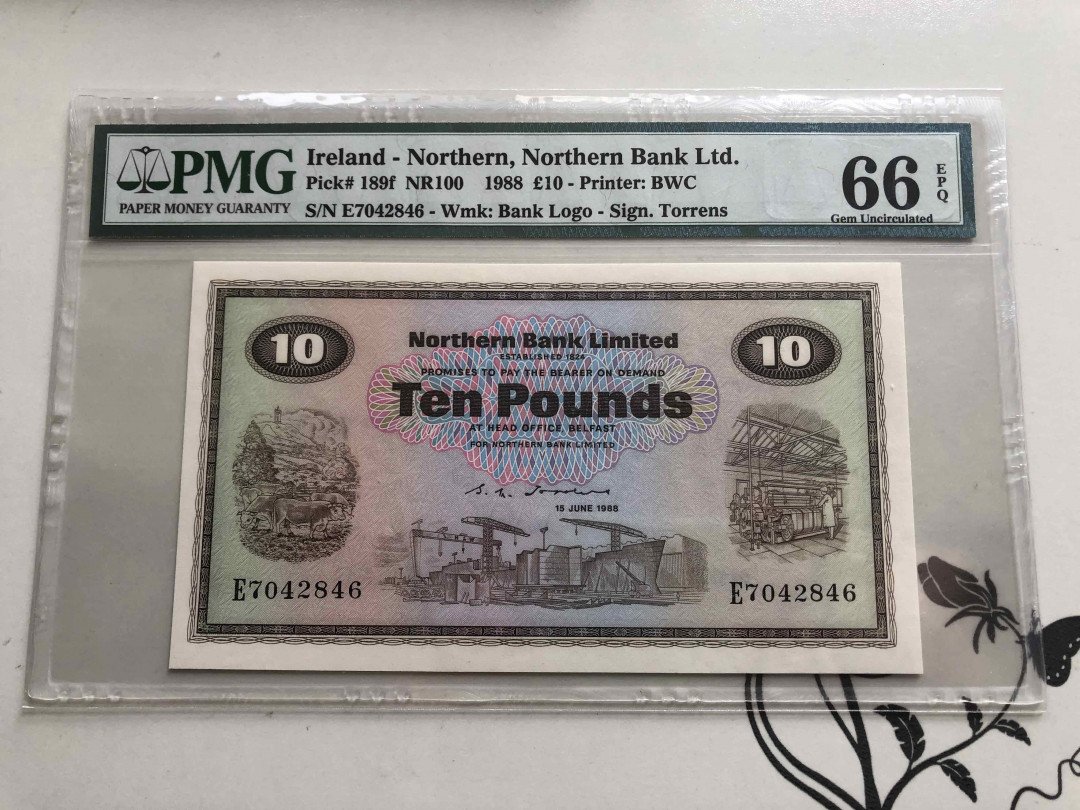 PMG
PAPER MONEY GUARANTY
Ireland - Northern, Northern Bank Ltd.
Pick# 189f NR100 1988 £10 - Printer: BWC
S/N E7042846 - Wmk: Bank Logo - Sign. Torrens
66
EPQ
Gem Uncirculated
10
10
Northern Bank Limited
ESTABLISHED 1824
PROMISES TO PAY THE BEARER ON DEMAND
Ten Pounds
AT HEAD OFFICE, BELFAST
FOR NORTHERN BANK LIMITED
15 JUNE 1988
E7042846
E7042846